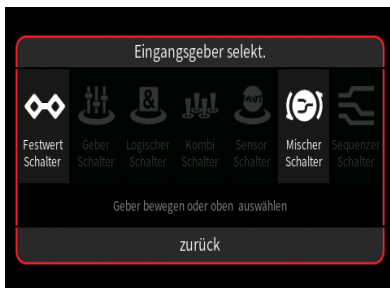 Eingangsgeber selekt.
Festwert Schalter
Geber Schalter
Logischer Schalter
Kombi Schalter
Sensor Schalter
Mischer Schalter
Sequenzer Schalter
Geber bewegen oder oben auswählen
zurück